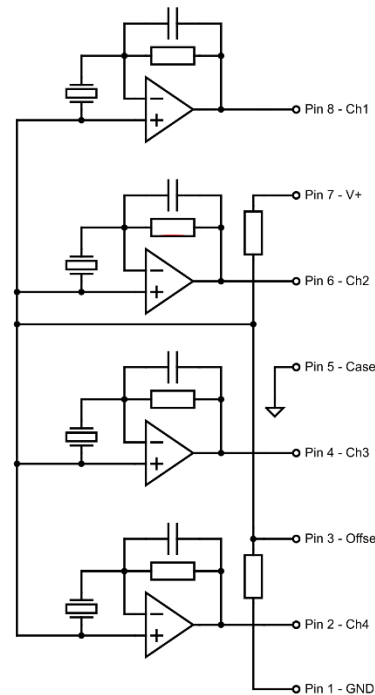 Pin 8 - Ch1
Pin 7 - V+
Pin 6 - Ch2
Pin 5 - Case
Pin 4 - Ch3
Pin 3 - Offse
Pin 2 - Ch4
Pin 1 - GND